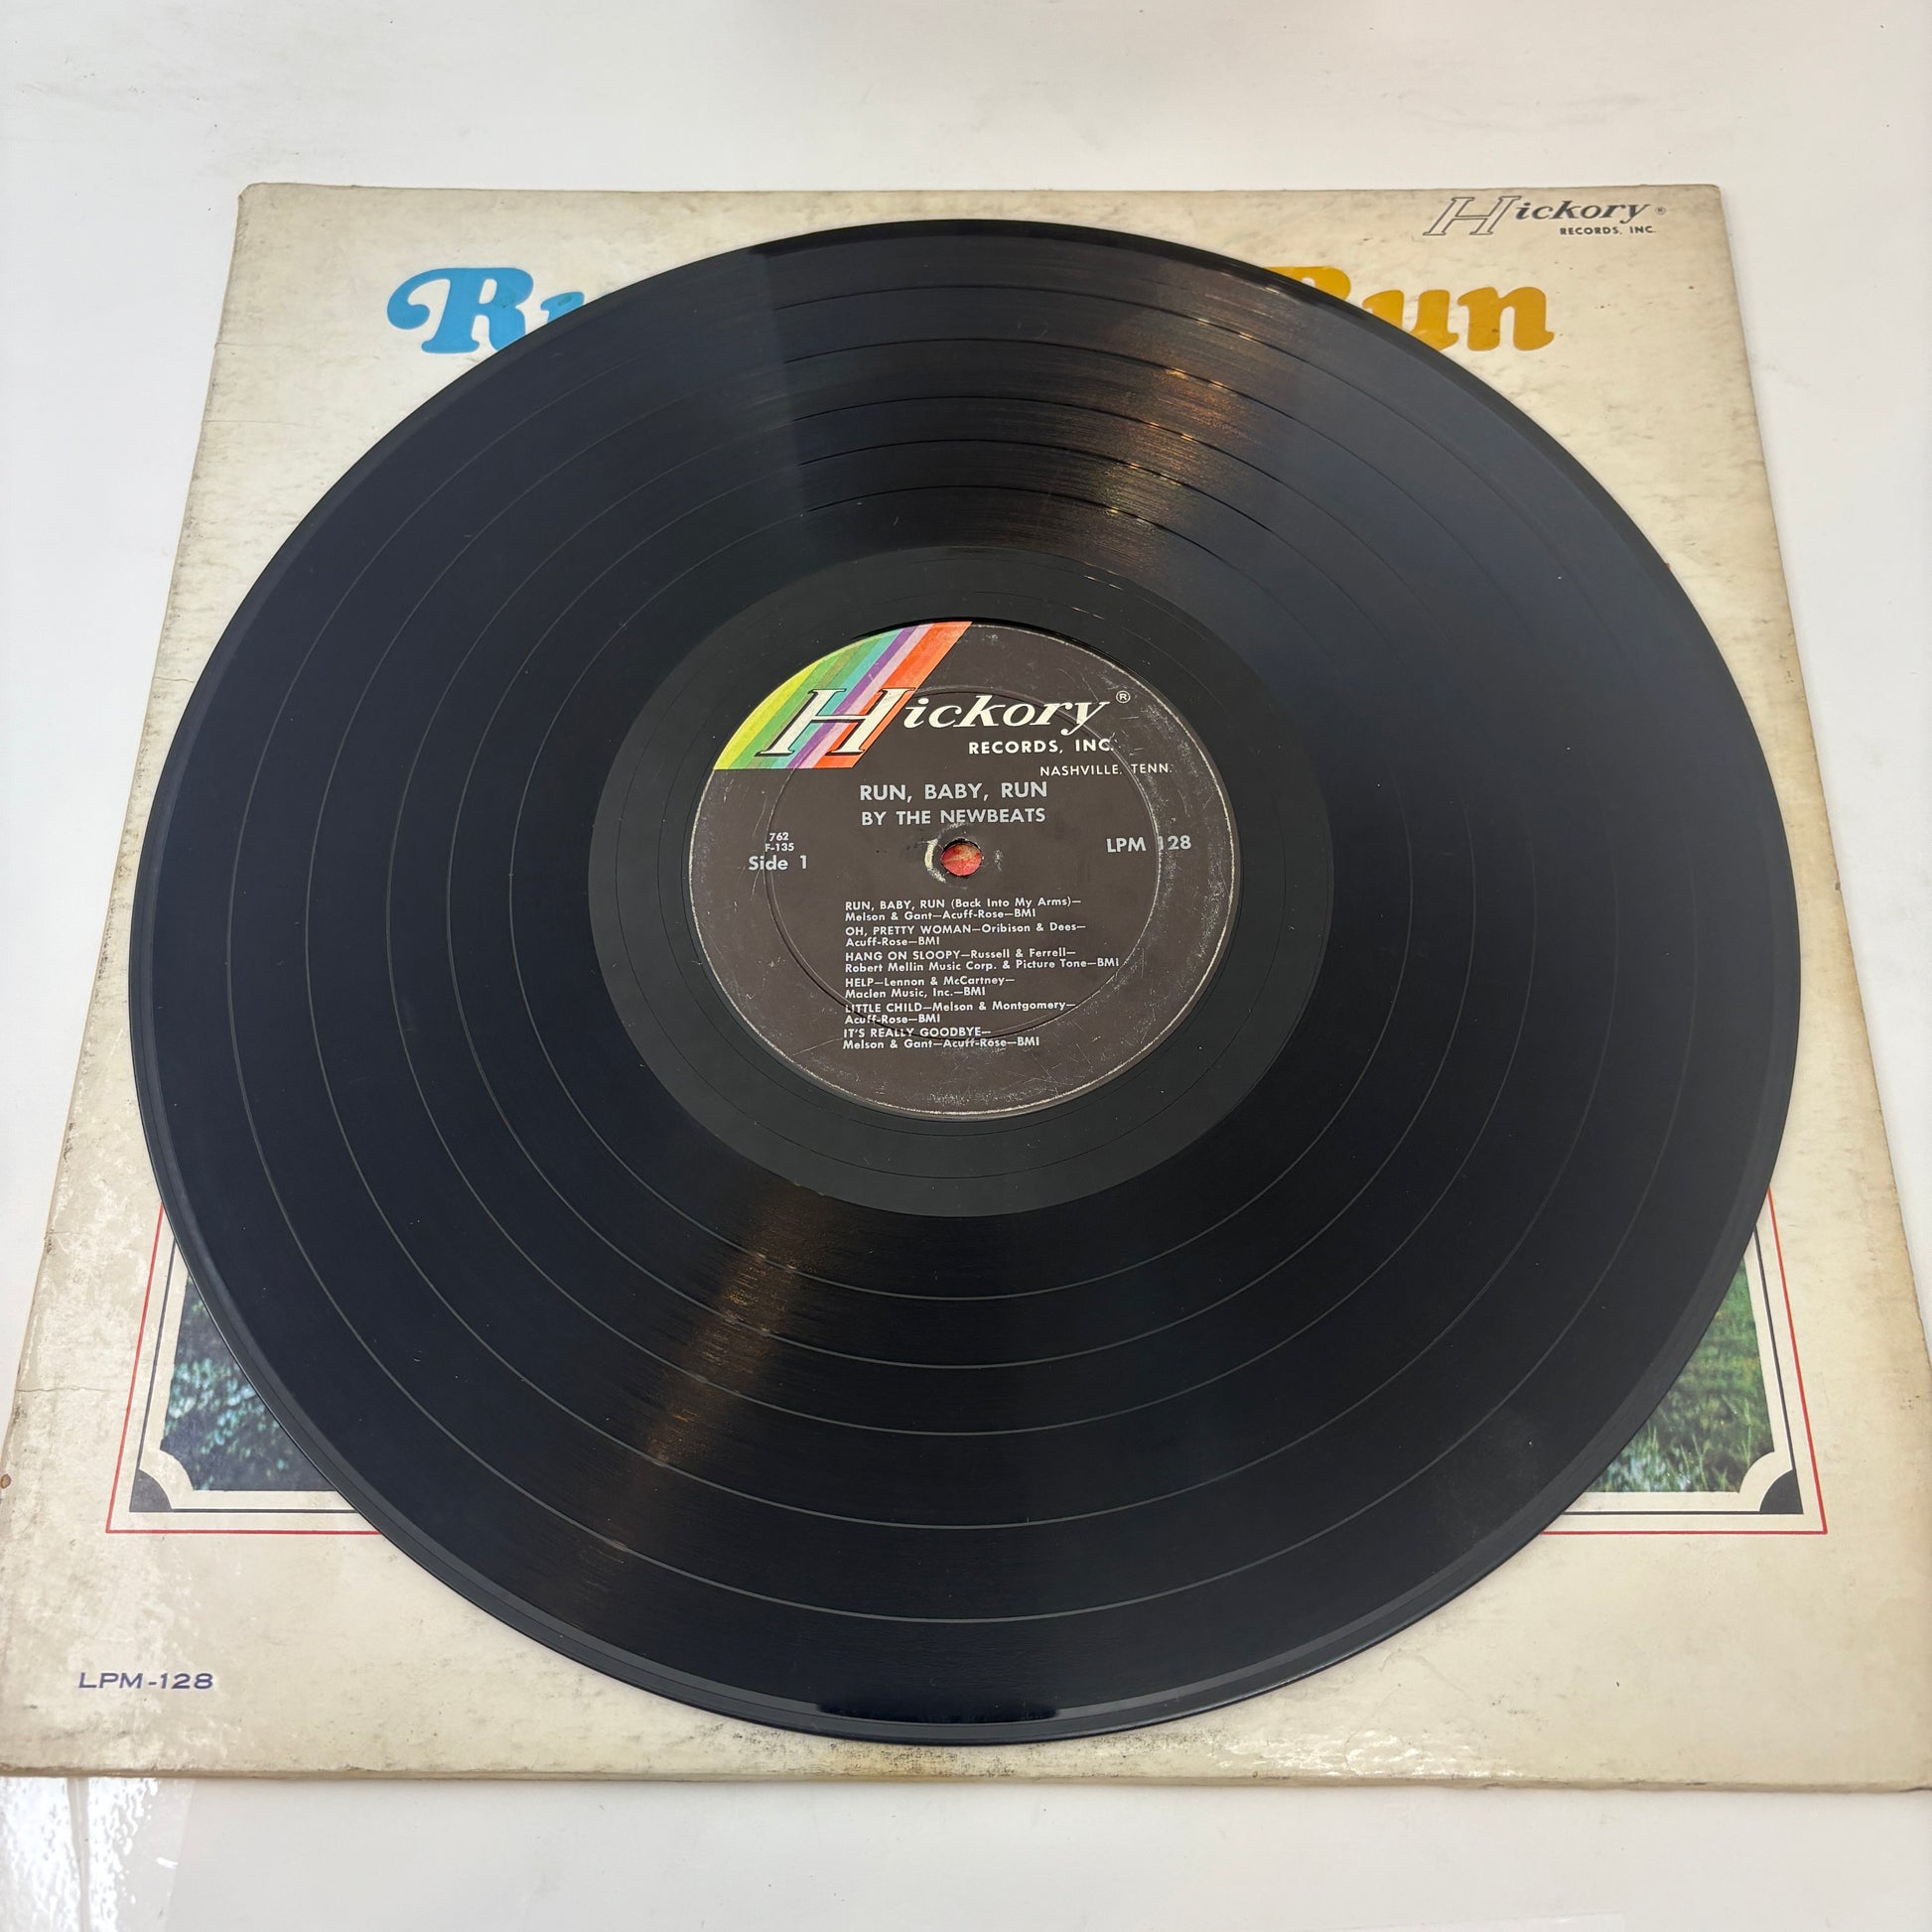 Hickory®
RECORDS, INC.
R un
Hickory®
RECORDS, INC.
NASHVILLE, TENN.
RUN, BABY, RUN
BY THE NEWBEATS
762
F-135
Side 1
LPM 128
RUN, BABY, RUN (Back Into My Arms)—
Melson & Gant—Acuff-Rose—BMI
OH, PRETTY WOMAN—Oribison & Dees—
Acuff-Rose—BMI
HANG ON SLOOPY—Russell & Ferrell—
Robert Mellin Music Corp. & Picture Tone—BMI
HELP—Lennon & McCartney—
Maclen Music, Inc.—BMI
LITTLE CHILD—Melson & Montgomery—
Acuff-Rose—BMI
IT'S REALLY GOODBYE—
Melson & Gant—Acuff-Rose—BMI
LPM-128